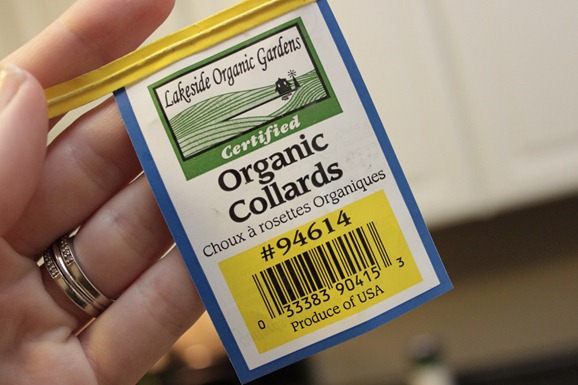 Lakeside Organic Gardens
Certified
Organic
Collards
Choux à rosettes Organiques
#94614
0 33383 90415 3
Produce of USA